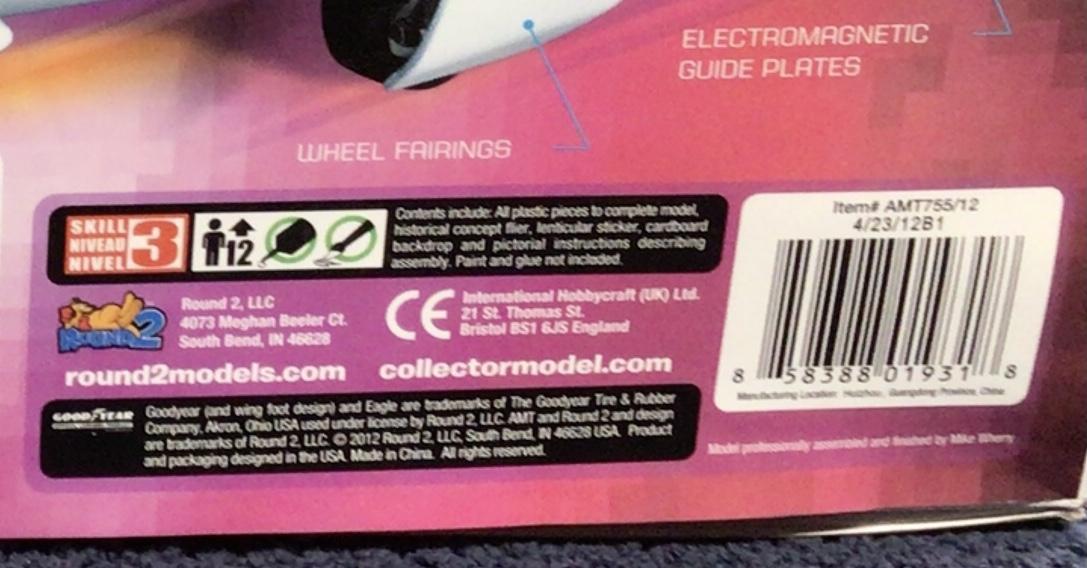 ELECTROMAGNETIC
GUIDE PLATES
WHEEL FAIRINGS
SKILL
NIVEAU
NIVEL
3
12
Contents include: All plastic pieces to complete model,
historical concept flier, lenticular sticker, cardboard
backdrop and pictorial instructions describing
assembly. Paint and glue not included.
Item# AMT755/12
4/23/12B1
8 58388 01931 8
Manufacturing Location: Huizhou, Guangdong Province, China
ROUND 2
Round 2, LLC
4073 Meghan Beeler Ct.
South Bend, IN 46628
CE
International Hobbycraft (UK) Ltd.
21 St. Thomas St.
Bristol BS1 6JS England
round2models.com
collectormodel.com
GOODYEAR
Goodyear (and wing foot design) and Eagle are trademarks of The Goodyear Tire & Rubber
Company, Akron, Ohio USA used under license by Round 2, LLC. AMT and Round 2 and design
are trademarks of Round 2, LLC. © 2012 Round 2, LLC, South Bend, IN 46628 USA. Product
and packaging designed in the USA. Made in China. All rights reserved.
Model professionally assembled and finished by Mike Wherry